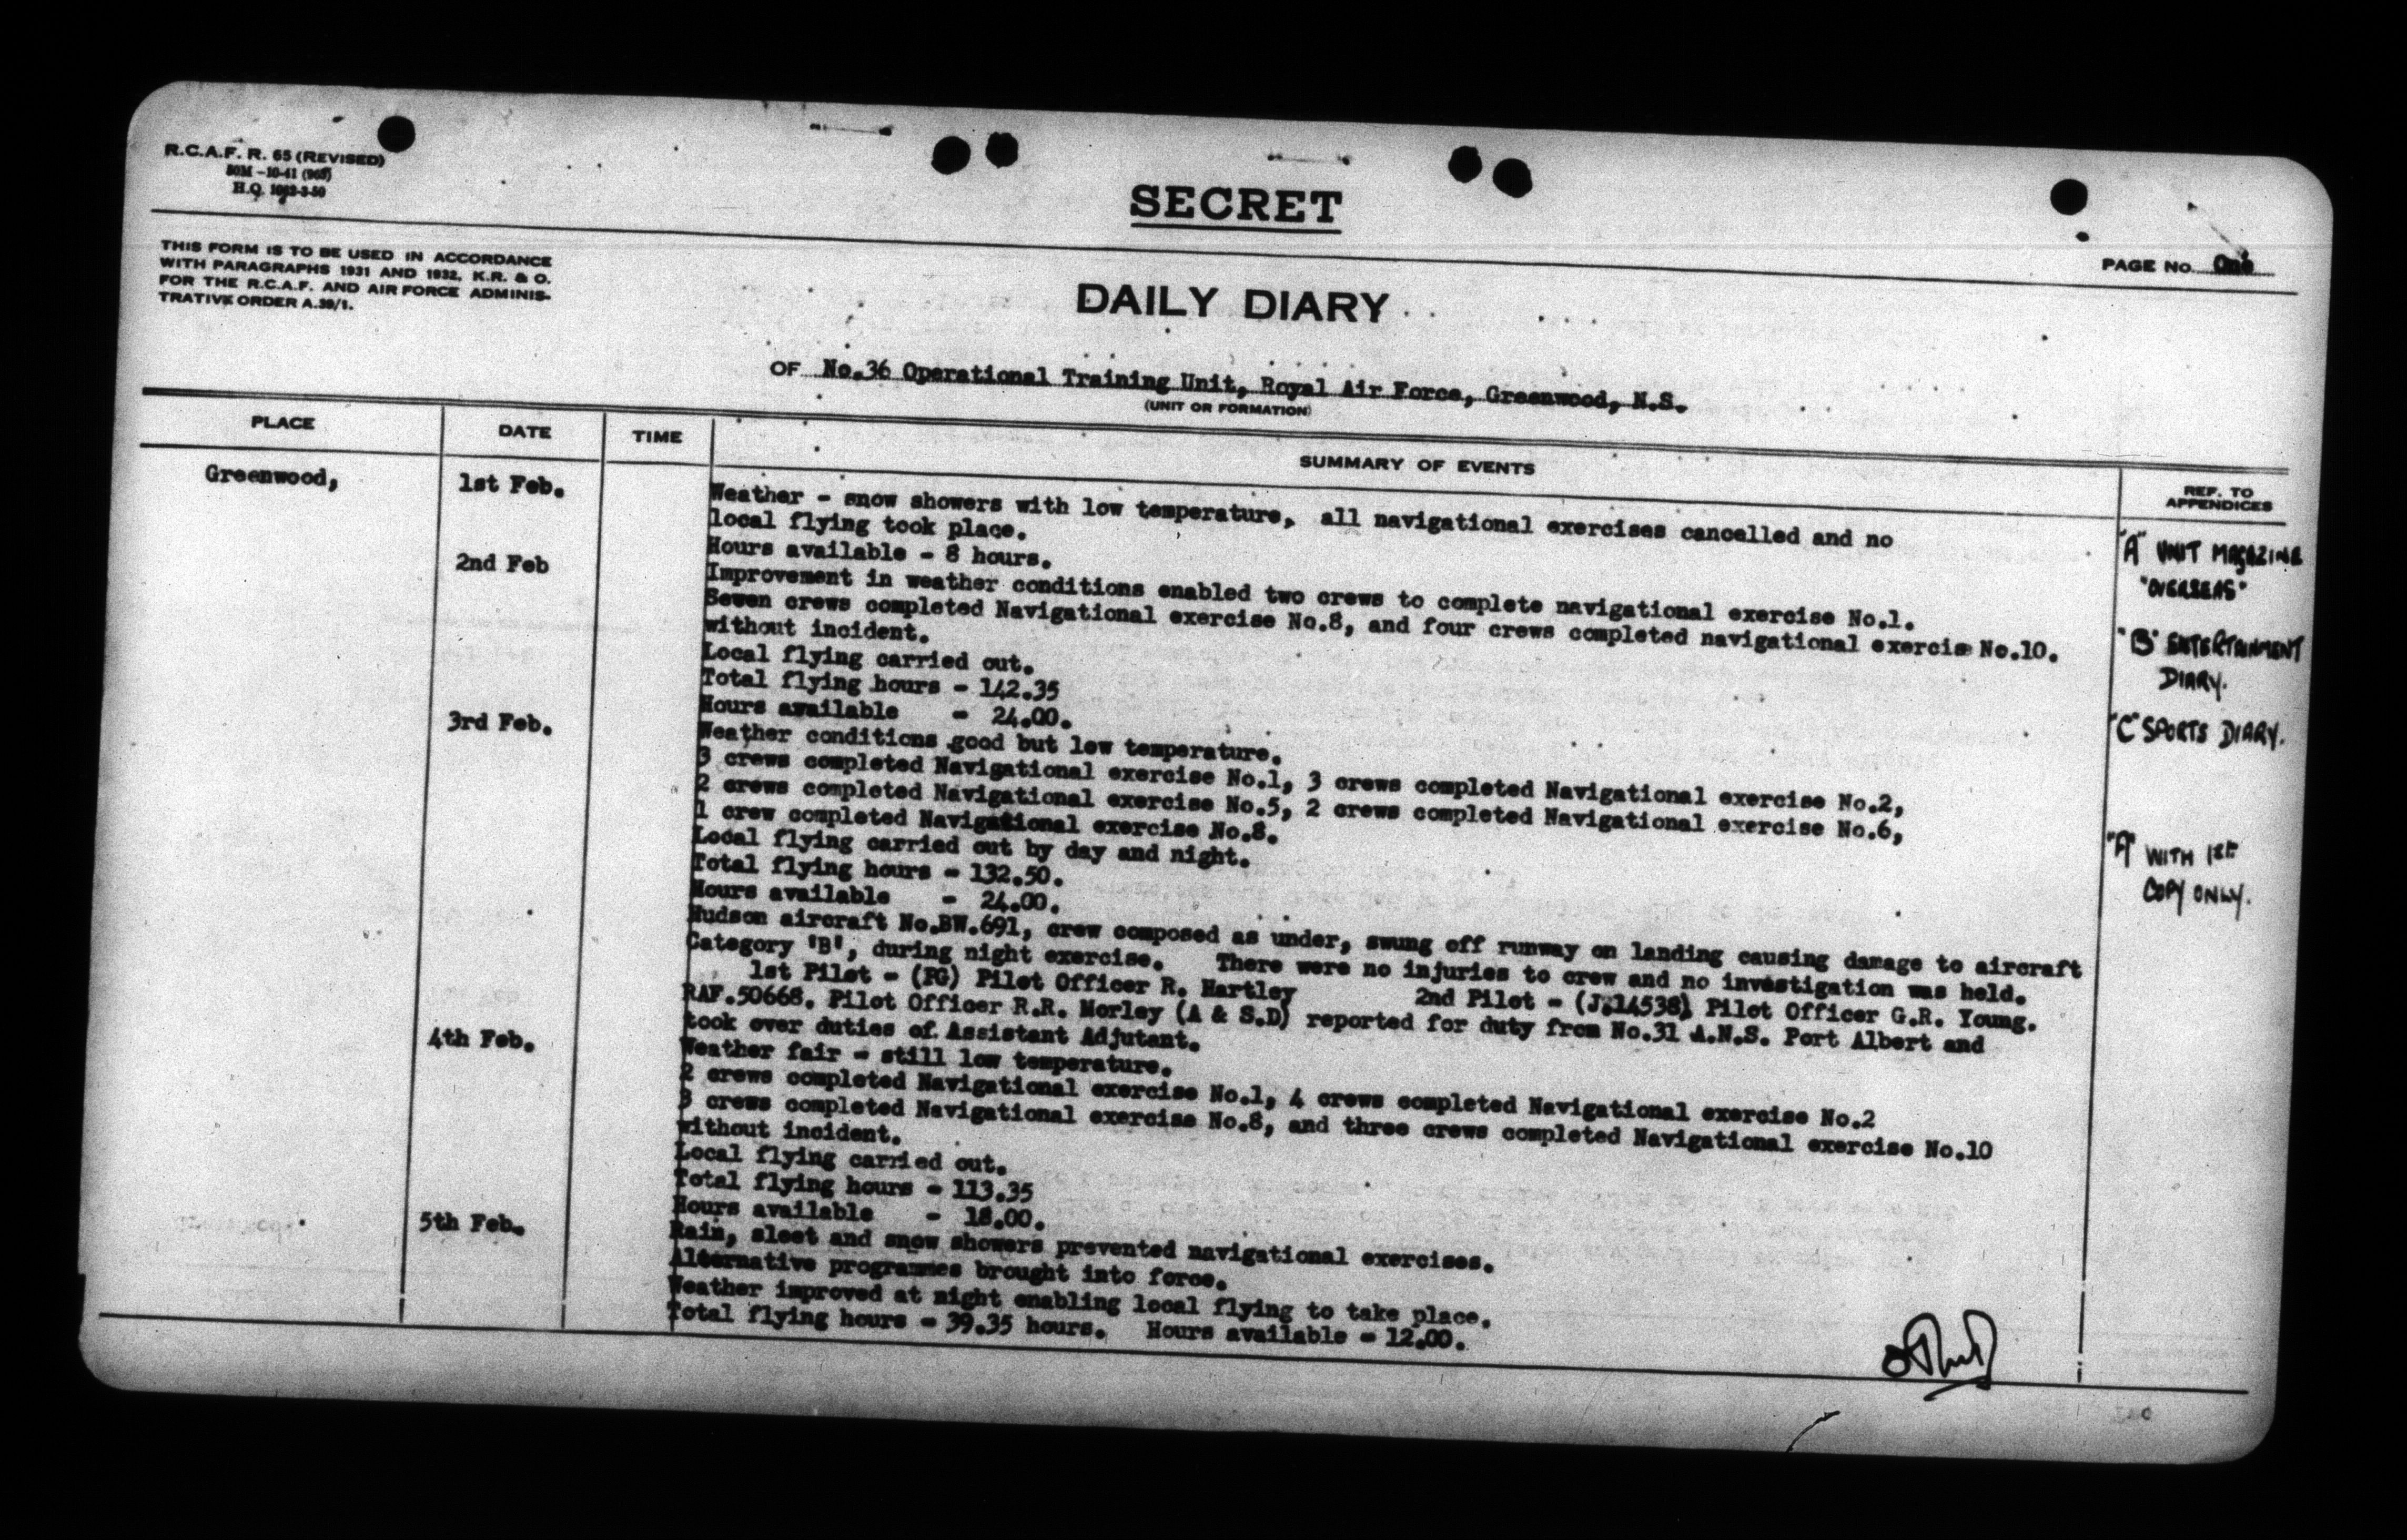 R.C.A.F. R. 65 (REVISED)
50M -10-41 (963)
H.Q. 1062-3-50
SECRET
THIS FORM IS TO BE USED IN ACCORDANCE
WITH PARAGRAPHS 1931 AND 1932, K.R. & O.
FOR THE R.C.A.F. AND AIR FORCE ADMINIS-
TRATIVE ORDER A.39/1.
PAGE No. One
DAILY DIARY
OF No.36 Operational Training Unit, Royal Air Force, Greenwood, N.S.
(UNIT OR FORMATION)
PLACE DATE TIME SUMMARY OF EVENTS REF. TO APPENDICES
Greenwood, 1st Feb. Weather - snow showers with low temperature, all navigational exercises cancelled and no
local flying took place.
Hours available - 8 hours.
2nd Feb Improvement in weather conditions enabled two crews to complete navigational exercise No.1.
Seven crews completed Navigational exercise No.8, and four crews completed navigational exercise No.10.
without incident.
Local flying carried out.
Total flying hours - 142.35
Hours available - 24.00.
3rd Feb. Weather conditions good but low temperature.
3 crews completed Navigational exercise No.1, 3 crews completed Navigational exercise No.2,
2 crews completed Navigational exercise No.5, 2 crews completed Navigational exercise No.6,
1 crew completed Navigational exercise No.8.
Local flying carried out by day and night.
Total flying hours - 132.50.
Hours available - 24.00.
Hudson aircraft No.BW.691, crew composed as under, swung off runway on landing causing damage to aircraft
Category 'B', during night exercise. There were no injuries to crew and no investigation was held.
1st Pilot - (PG) Pilot Officer R. Hartley 2nd Pilot - (J.14538) Pilot Officer G.R. Young.
RAF.50668. Pilot Officer R.R. Morley (A & S.D) reported for duty from No.31 A.N.S. Port Albert and
took over duties of Assistant Adjutant.
4th Feb. Weather fair - still low temperature.
2 crews completed Navigational exercise No.1, 4 crews completed Navigational exercise No.2
3 crews completed Navigational exercise No.8, and three crews completed Navigational exercise No.10
without incident.
Local flying carried out.
Total flying hours - 113.35
Hours available - 18.00.
5th Feb. Rain, sleet and snow showers prevented navigational exercises.
Alternative programmes brought into force.
Weather improved at night enabling local flying to take place.
Total flying hours - 39.35 hours. Hours available - 12.00.
"A" UNIT MAGAZINE
"OVERSEAS"
"B" ENTERTAINMENT
DIARY.
"C" SPORTS DIARY.
"A" WITH 1ST
COPY ONLY.